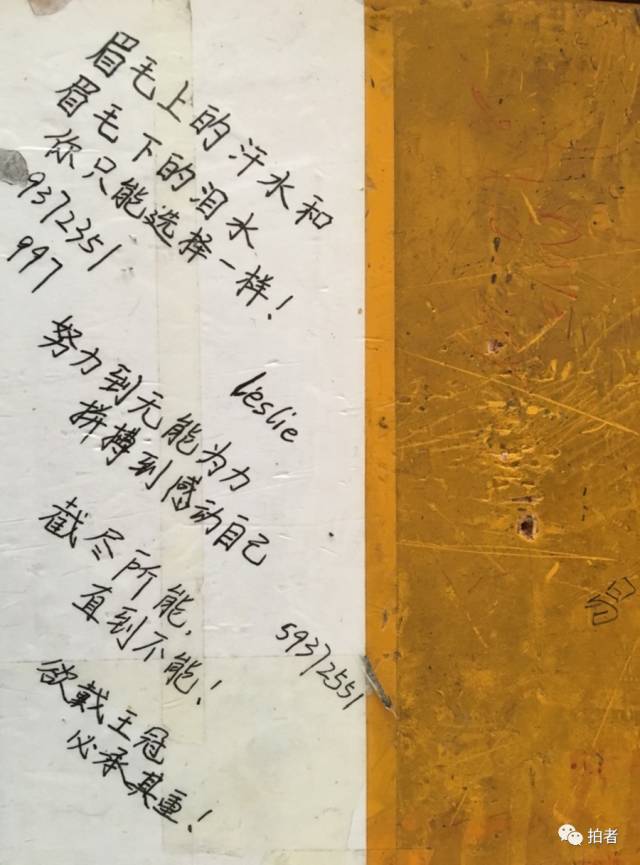 眉毛上的汗水和
眉毛下的泪水
你只能选择一样!
9372351
997
Leslie
努力到无能为力
拼搏到感动自己
截尽所能,
直到不能!
59372551
欲戴王冠
必承其重!
拍者